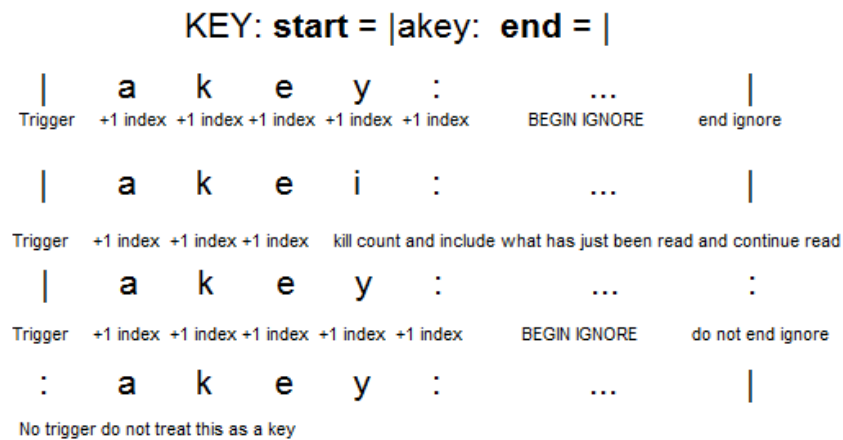 KEY: start = |akey: end = |
| a k e y : ... |
Trigger +1 index +1 index +1 index +1 index +1 index BEGIN IGNORE end ignore
| a k e i : ... |
Trigger +1 index +1 index +1 index kill count and include what has just been read and continue read
| a k e y : ... :
Trigger +1 index +1 index +1 index +1 index +1 index BEGIN IGNORE do not end ignore
: a k e y : ... |
No trigger do not treat this as a key